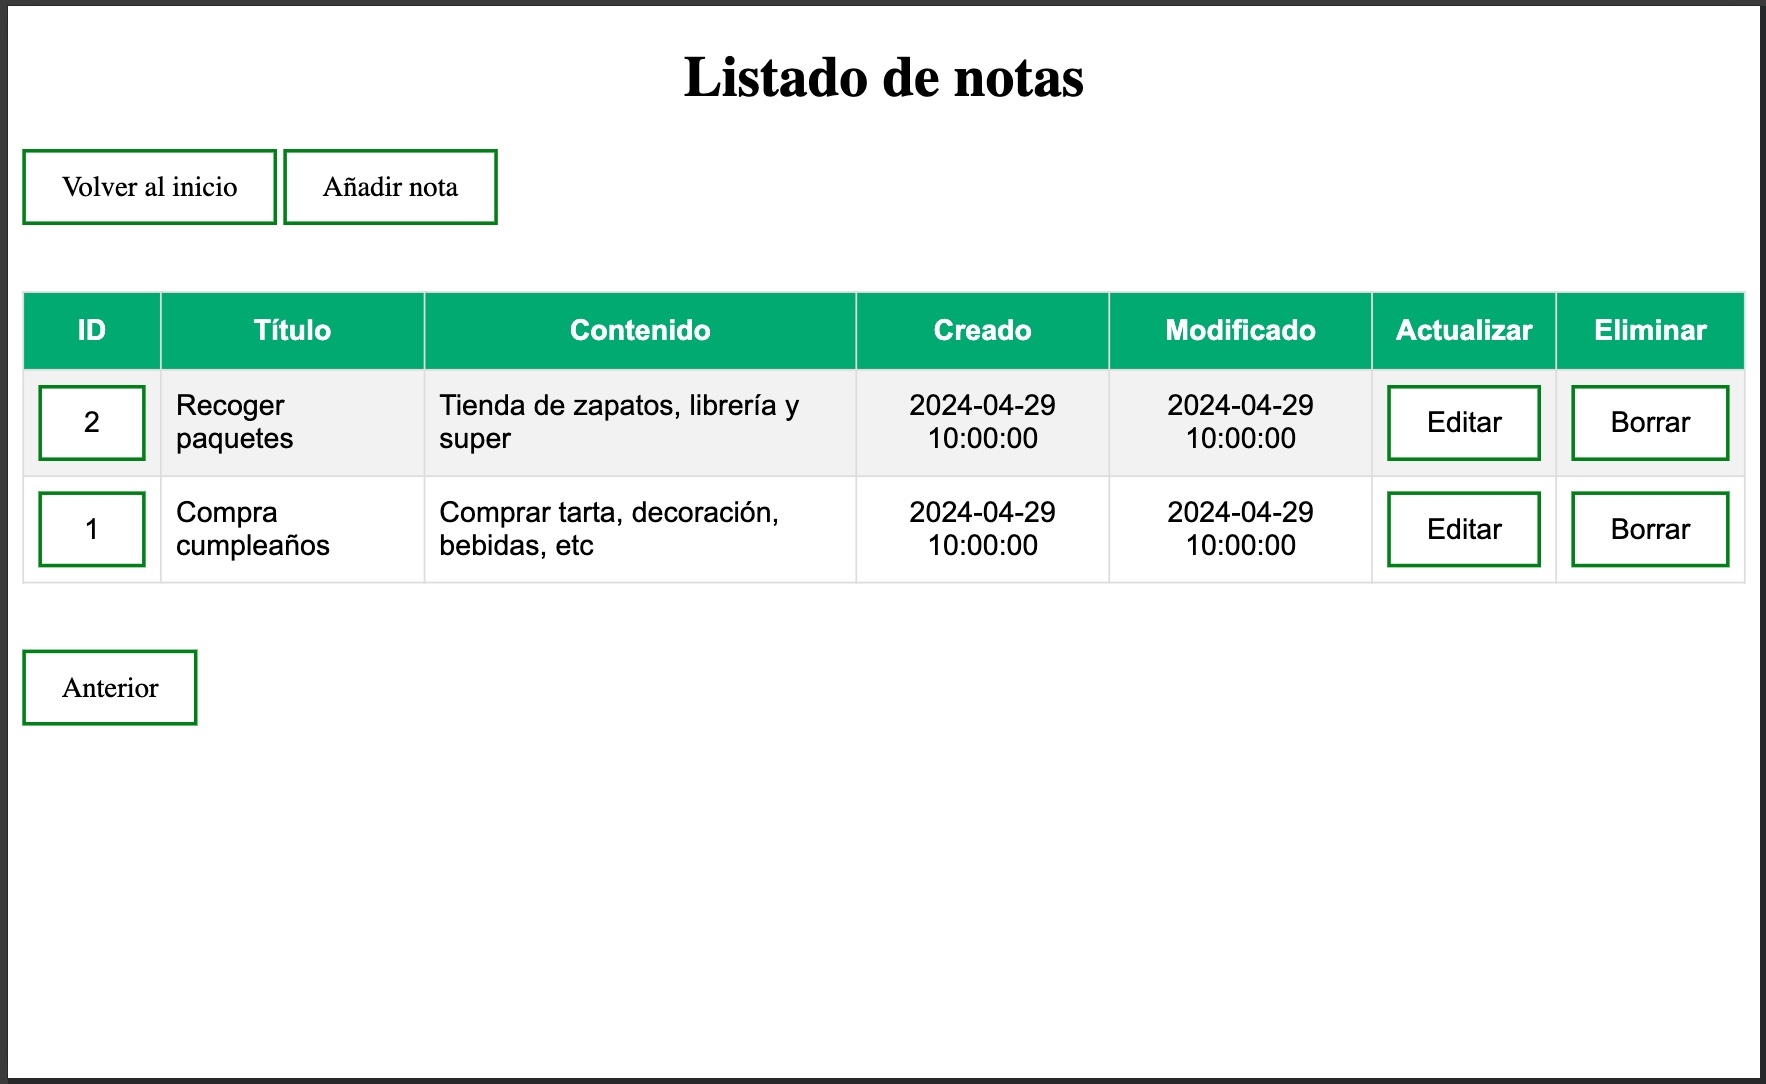 Listado de notas
Volver al inicio Añadir nota
ID Título Contenido Creado Modificado Actualizar Eliminar
2 Recoger paquetes Tienda de zapatos, librería y super 2024-04-29 10:00:00 2024-04-29 10:00:00 Editar Borrar
1 Compra cumpleaños Comprar tarta, decoración, bebidas, etc 2024-04-29 10:00:00 2024-04-29 10:00:00 Editar Borrar
Anterior